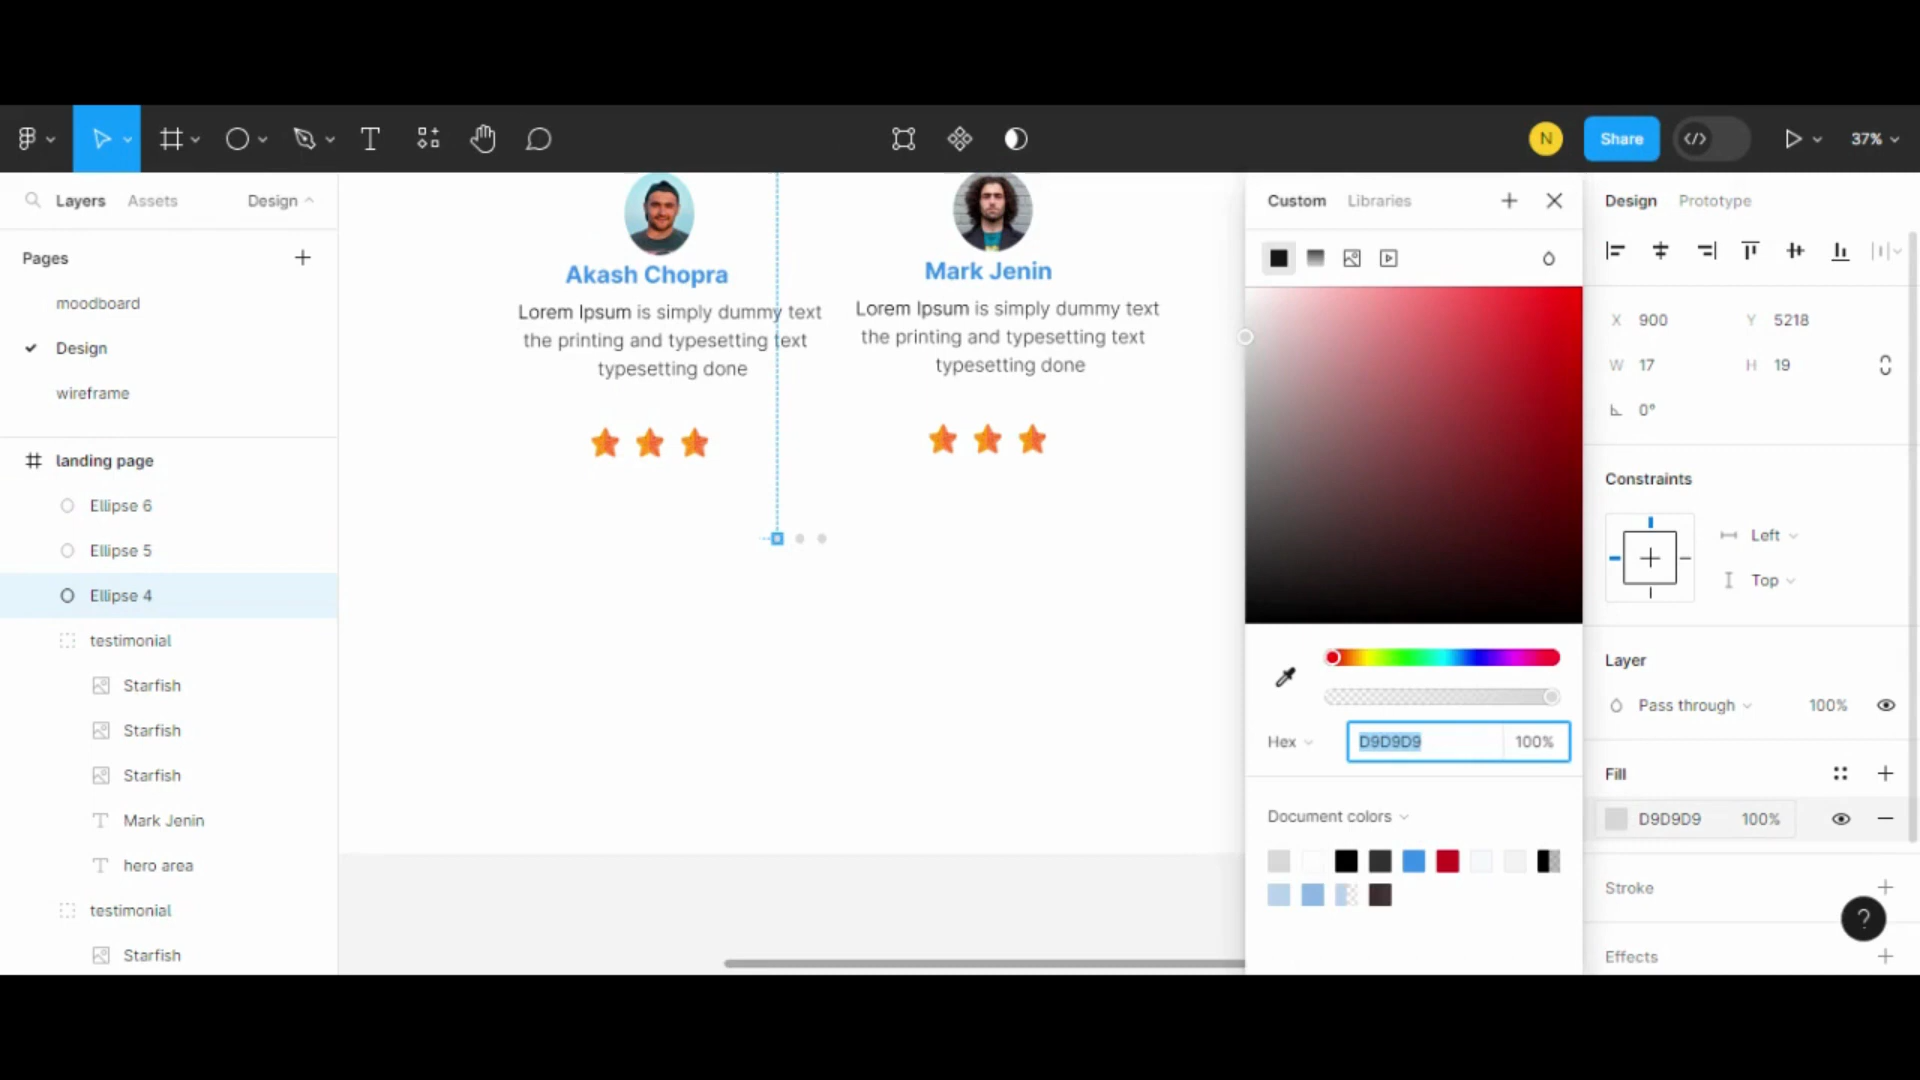 N
Share
37%
Layers
Assets
Design
Pages
moodboard
Design
wireframe
landing page
Ellipse 6
Ellipse 5
Ellipse 4
testimonial
Starfish
Starfish
Starfish
Mark Jenin
hero area
testimonial
Starfish
Akash Chopra
Lorem Ipsum is simply dummy text
the printing and typesetting text
typesetting done
Mark Jenin
Lorem Ipsum is simply dummy text
the printing and typesetting text
typesetting done
Custom
Libraries
Hex
D9D9D9
100%
Document colors
Design
Prototype
X 900
Y 5218
W 17
H 19
0°
Constraints
Left
Top
Layer
Pass through
100%
Fill
D9D9D9
100%
Stroke
?
Effects